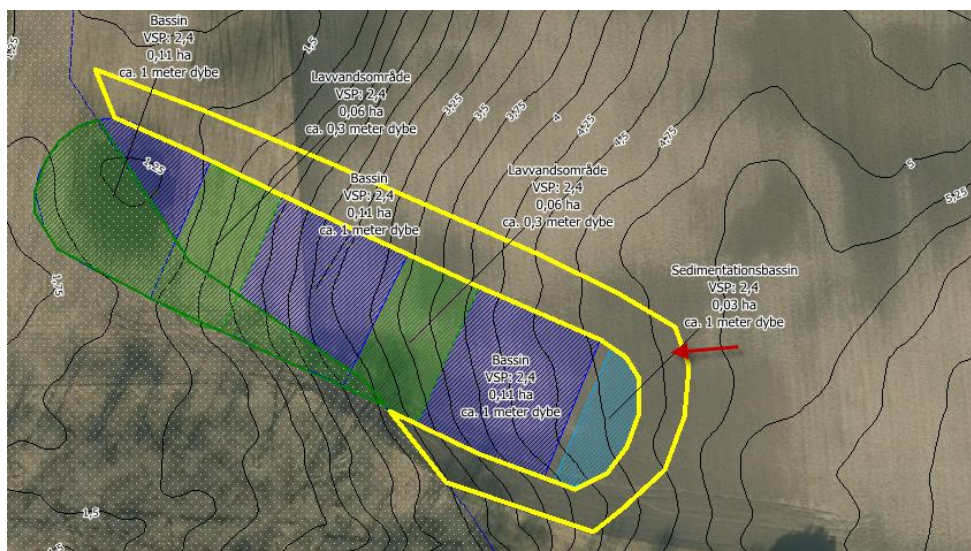 Bassin
VSP: 2,4
0,11 ha
ca. 1 meter dybe
Lavvandsområde
VSP: 2,4
0,06 ha
ca. 0,3 meter dybe
Bassin
VSP: 2,4
0,11 ha
ca. 1 meter dybe
Lavvandsområde
VSP: 2,4
0,06 ha
ca. 0,3 meter dybe
Sedimentationsbassin
VSP: 2,4
0,03 ha
ca. 1 meter dybe
Bassin
VSP: 2,4
0,11 ha
ca. 1 meter dybe
1,25
1,5
3,25
3,5
3,75
4
4,25
4,5
4,75
5
5,25
1,25
1,75
1,5